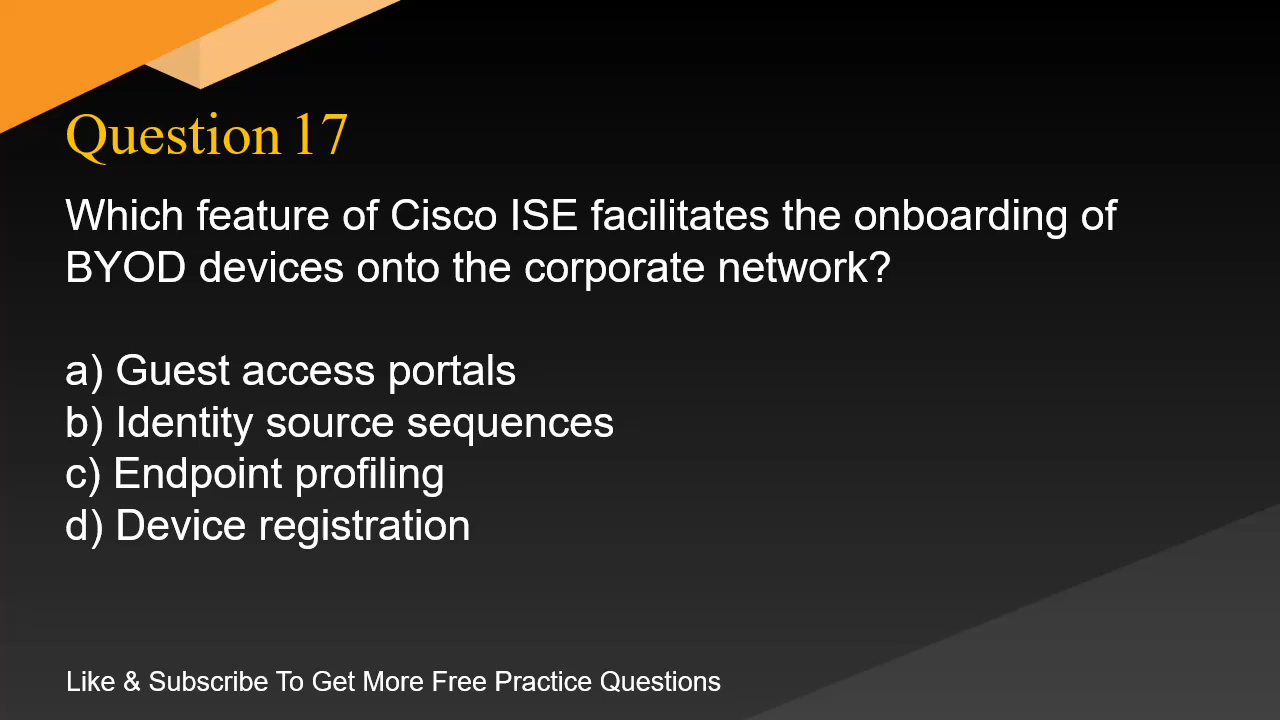 Question 17
Which feature of Cisco ISE facilitates the onboarding of
BYOD devices onto the corporate network?
a) Guest access portals
b) Identity source sequences
c) Endpoint profiling
d) Device registration
Like & Subscribe To Get More Free Practice Questions